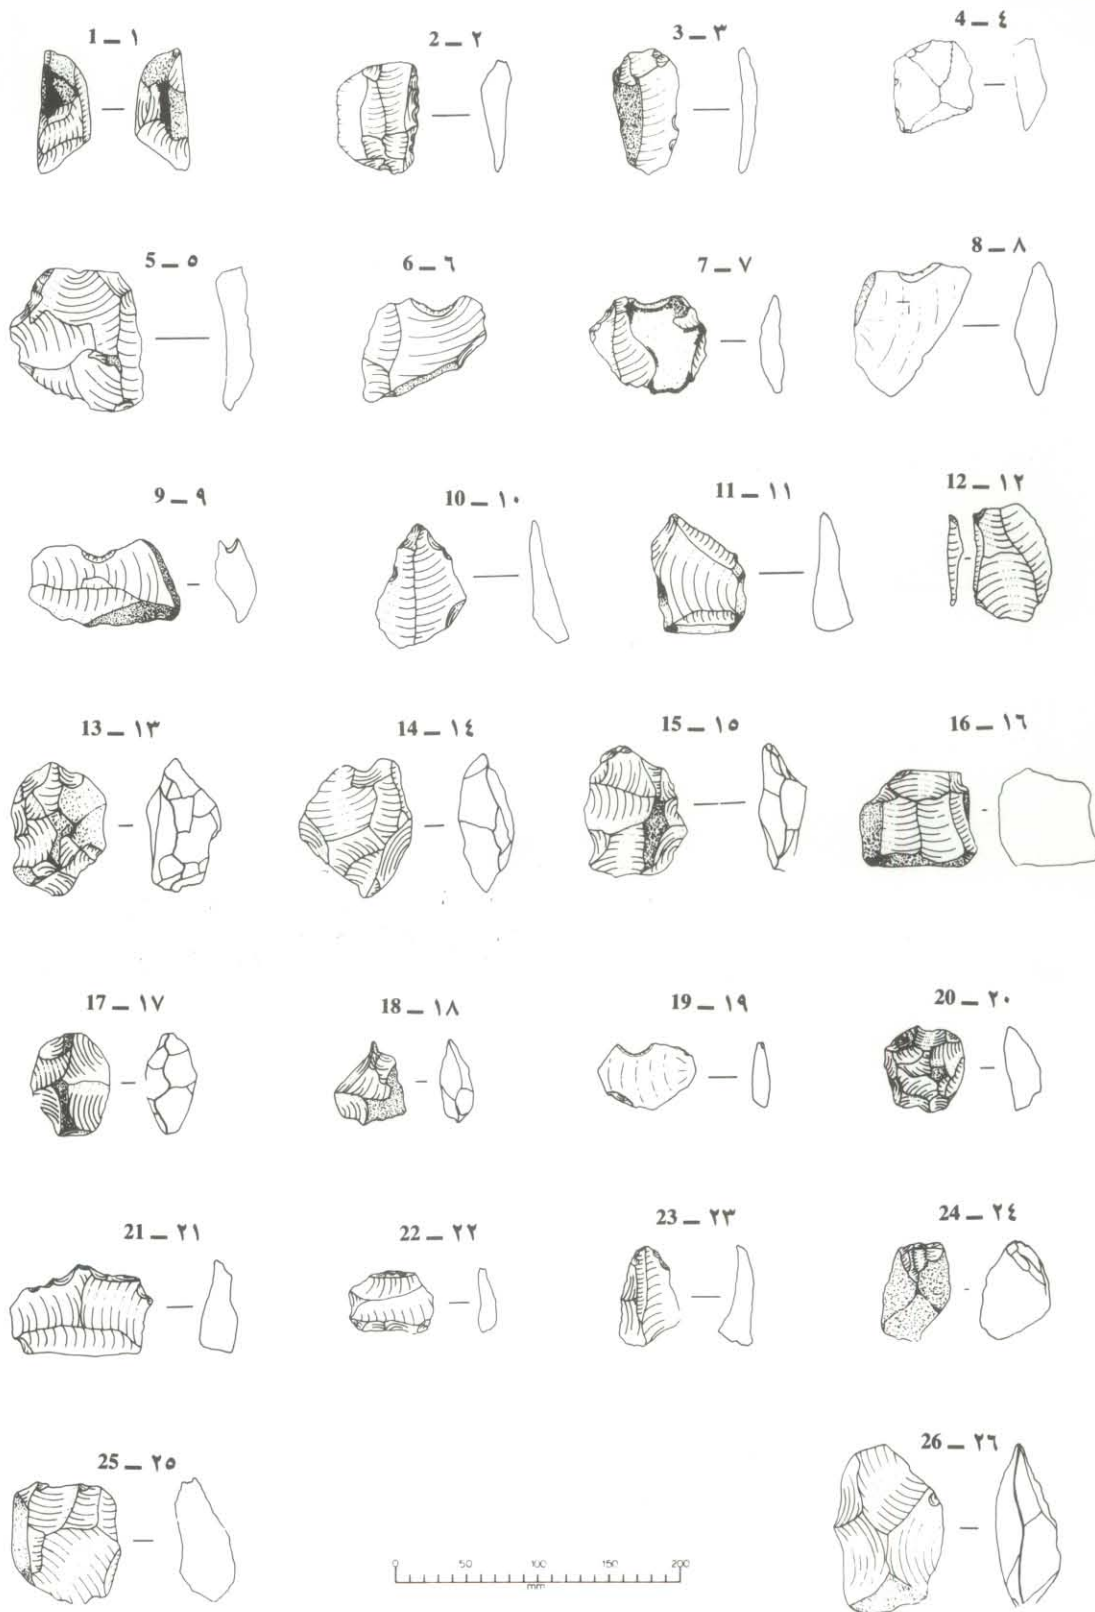 1 — ١
2 — ٢
3 — ٣
4 — ٤
5 — ٥
6 — ٦
7 — ٧
8 — ٨
9 — ٩
10 — ١٠
11 — ١١
12 — ١٢
13 — ١٣
14 — ١٤
15 — ١٥
16 — ١٦
17 — ١٧
18 — ١٨
19 — ١٩
20 — ٢٠
21 — ٢١
22 — ٢٢
23 — ٢٣
24 — ٢٤
25 — ٢٥
26 — ٢٦
0 50 100 150 200
mm